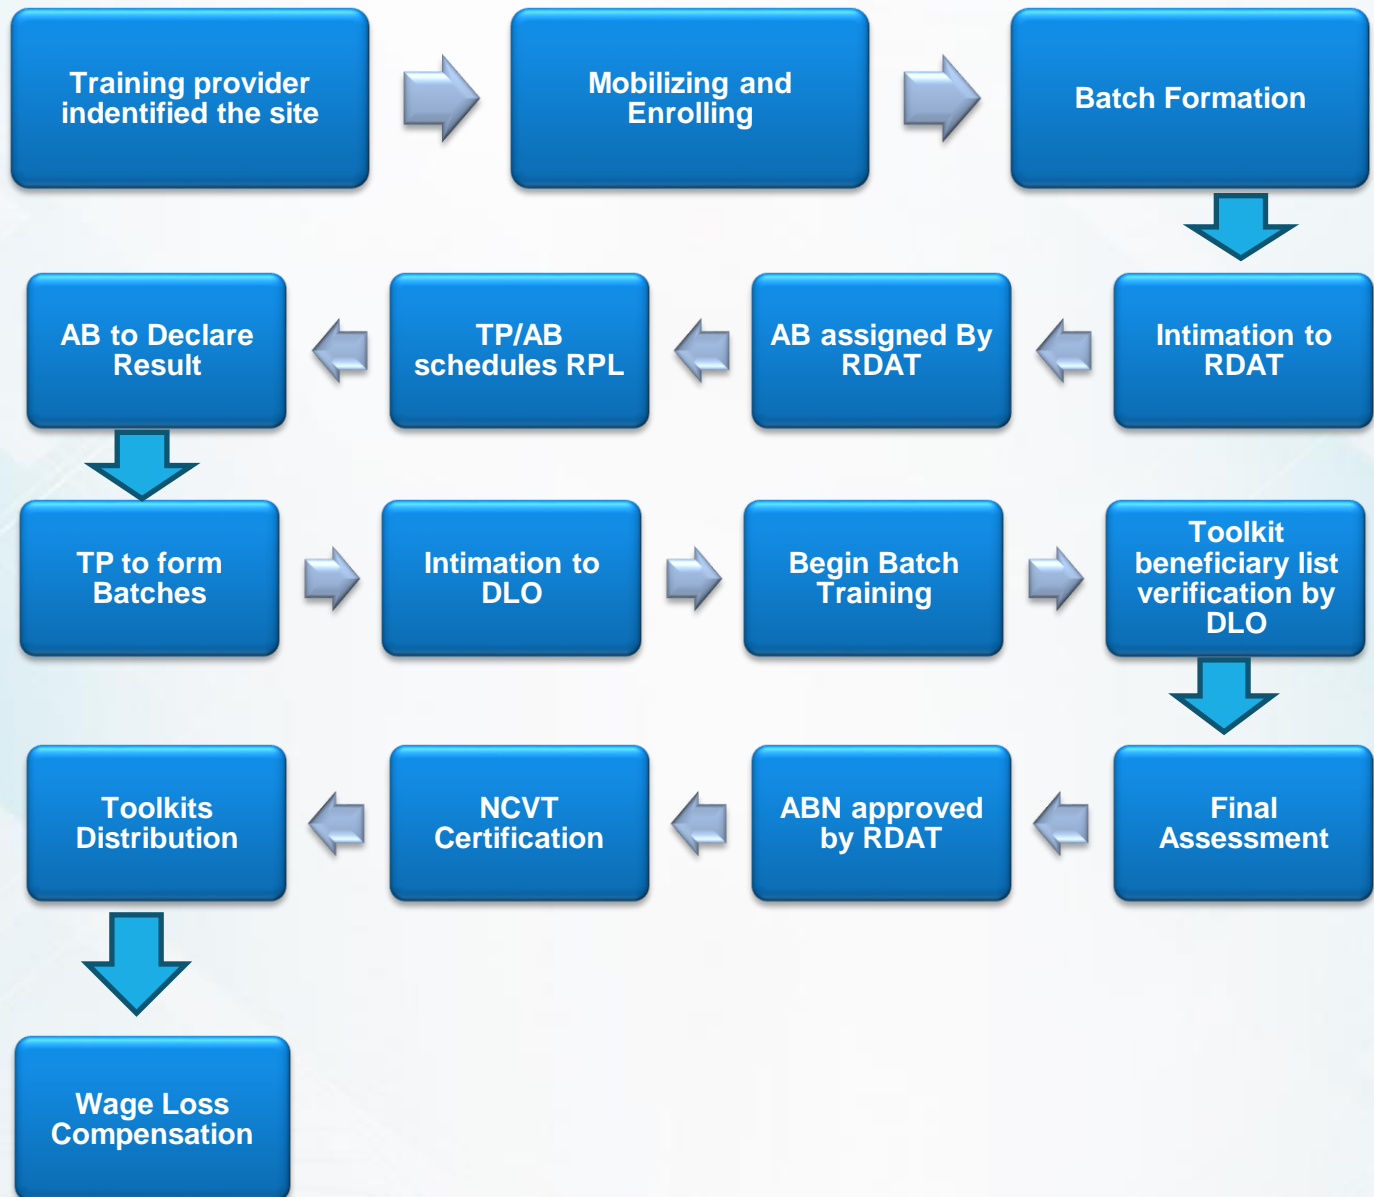 Training provider
indentified the site
Mobilizing and
Enrolling
Batch Formation
Intimation to
RDAT
AB assigned By
RDAT
TP/AB
schedules RPL
AB to Declare
Result
TP to form
Batches
Intimation to
DLO
Begin Batch
Training
Toolkit
beneficiary list
verification by
DLO
Final
Assessment
ABN approved
by RDAT
NCVT
Certification
Toolkits
Distribution
Wage Loss
Compensation